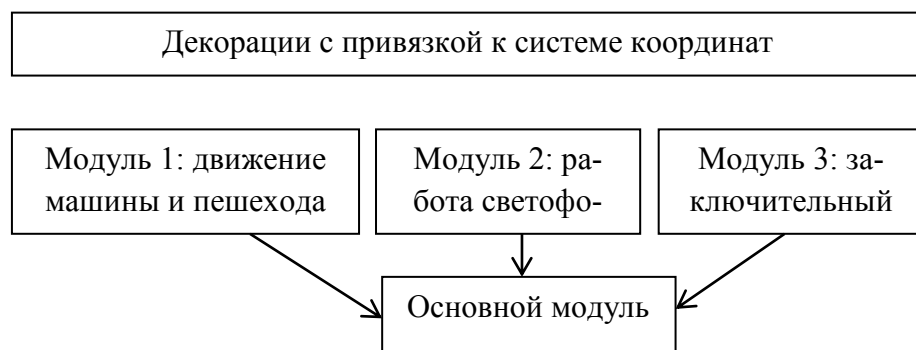 Декорации с привязкой к системе координат
Модуль 1: движение
машины и пешехода
Модуль 2: ра-
бота светофо-
Модуль 3: за-
ключительный
Основной модуль